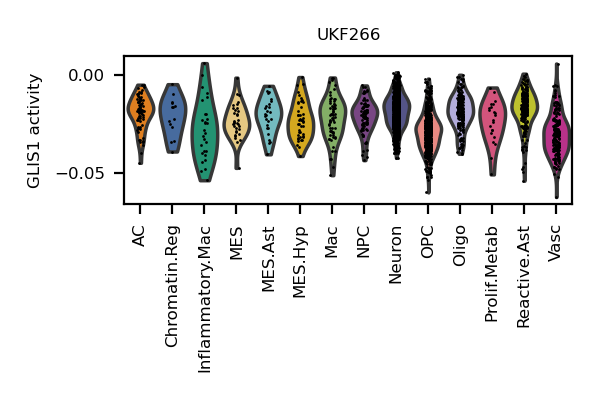 UKF266
GLIS1 activity
0.00
−0.05
AC
Chromatin.Reg
Inflammatory.Mac
MES
MES.Ast
MES.Hyp
Mac
NPC
Neuron
OPC
Oligo
Prolif.Metab
Reactive.Ast
Vasc